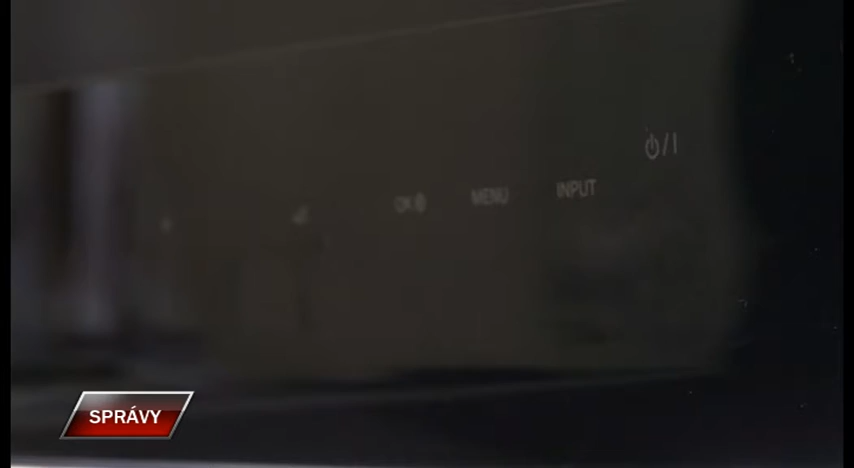 ⏻/I
INPUT
MENU
OK
SPRÁVY